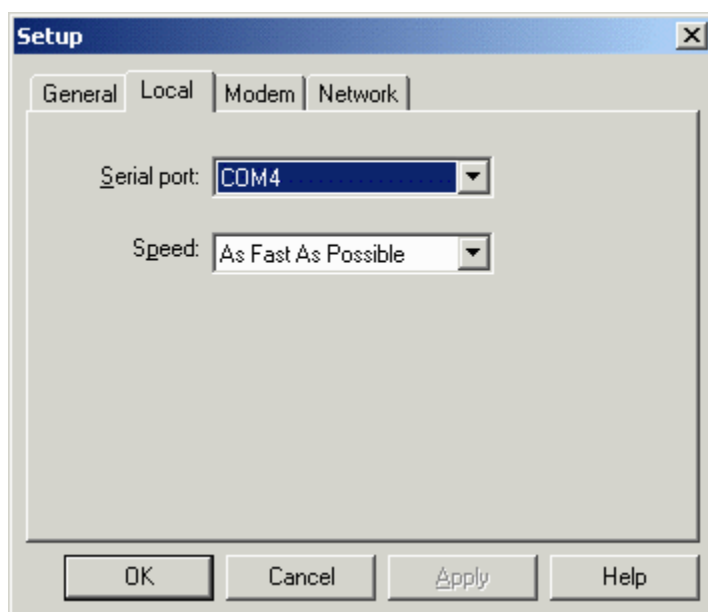 Setup
General Local Modem Network
Serial port: COM4
Speed: As Fast As Possible
OK Cancel Apply Help